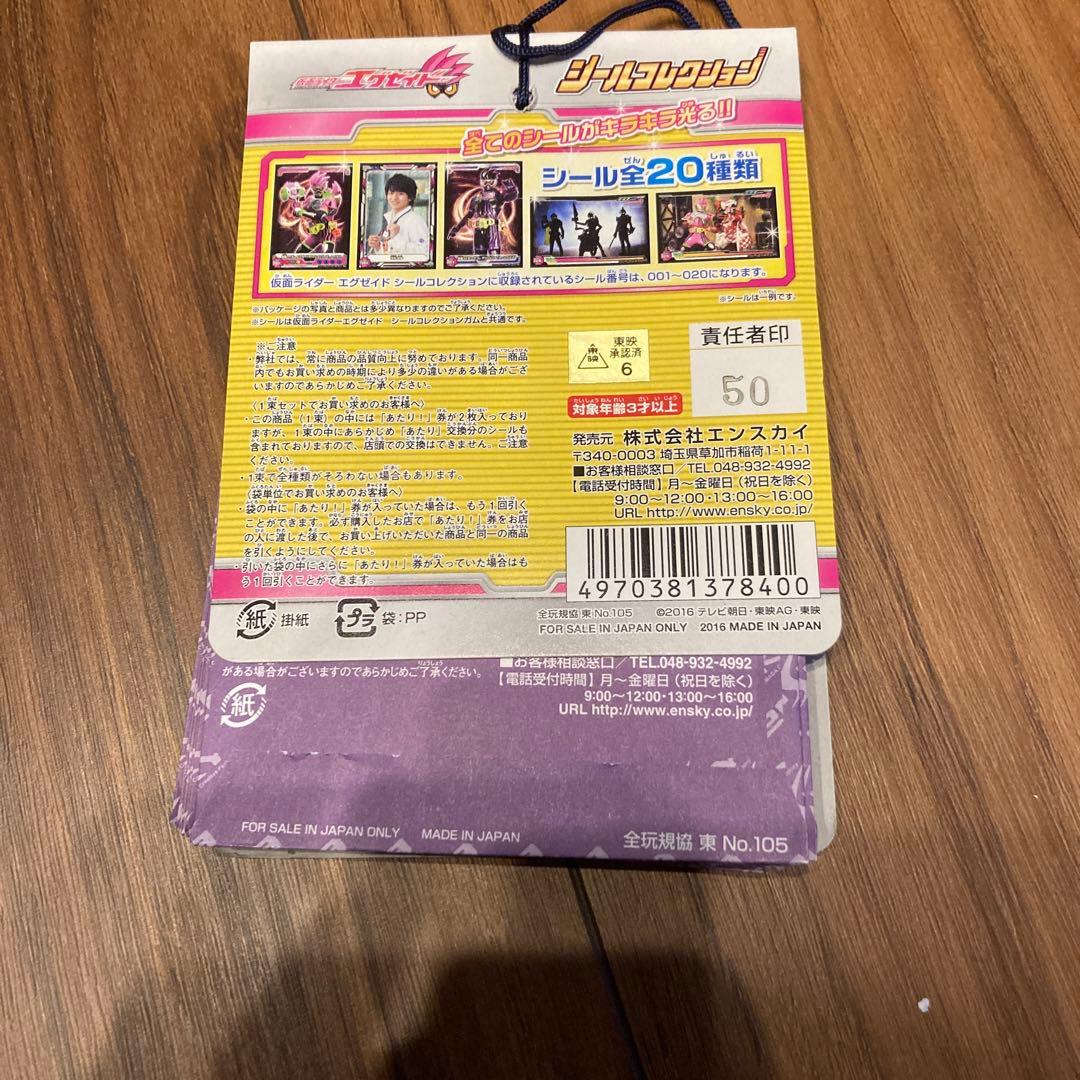 仮面ライダーエグゼイド
シールコレクション
全てのシールがキラキラ光る!!
シール全20種類
仮面ライダー エグゼイド シールコレクションに収録されているシール番号は、001～020になります。
※シールは一例です。
※パッケージの写真と商品とは多少異なりますのでご了承ください。
※シールは仮面ライダーエグゼイド シールコレクションガムと共通です。
※ご注意
・弊社では、常に商品の品質向上に努めております。同一商品
内でもお買い求めの時期により多少の違いがある場合がござ
いますのであらかじめご了承ください。
〈1束セットでお買い求めのお客様へ〉
・この商品(1束)の中には「あたり!」券が2枚入っており
ますが、1束の中にあらかじめ「あたり」交換分のシールも
含まれておりますので、店頭での交換はできません。ご注意
ください。
・1束で全種類がそろわない場合もあります。
〈袋単位でお買い求めのお客様へ〉
・袋の中に「あたり!」券が入っていた場合は、もう1回引く
ことができます。必ず購入したお店で「あたり!」券をお店
の人に渡した後で、お買い上げいただいた商品と同一の商品
を引くようにしてください。
・引いた袋の中にさらに「あたり!」券が入っていた場合はも
う1回引くことができます。
東映
東映
承認済
6
責任者印
50
対象年齢3才以上
発売元 株式会社エンスカイ
〒340-0003 埼玉県草加市稲荷1-11-1
■お客様相談窓口/TEL.048-932-4992
【電話受付時間】月～金曜日(祝日を除く)
9:00～12:00・13:00～16:00
URL http://www.ensky.co.jp/
4970381378400
紙 掛紙
プラ 袋:PP
全玩規協 東 No.105
©2016 テレビ朝日・東映AG・東映
FOR SALE IN JAPAN ONLY
2016 MADE IN JAPAN
がある場合がございますのであらかじめご了承ください。
■お客様相談窓口/TEL.048-932-4992
【電話受付時間】月～金曜日(祝日を除く)
9:00～12:00・13:00～16:00
URL http://www.ensky.co.jp/
紙
FOR SALE IN JAPAN ONLY
MADE IN JAPAN
全玩規協 東 No.105